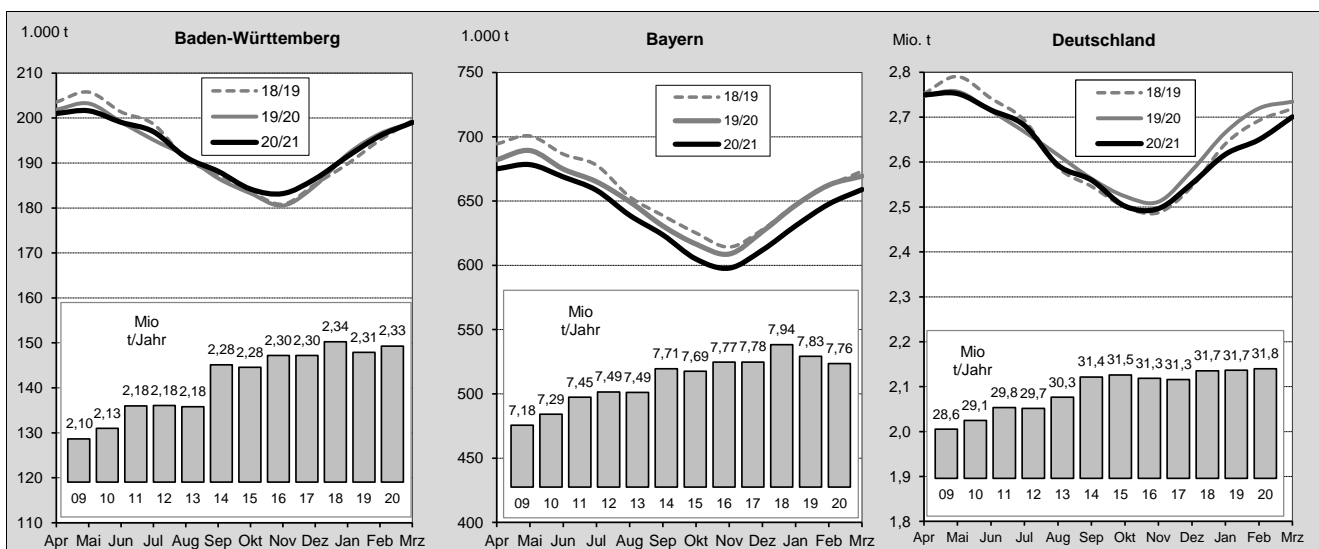 1.000 t
Baden-Württemberg
210
200
190
180
170
160
150
140
130
120
110
18/19
19/20
20/21
Mio
t/Jahr
2,10 2,13 2,18 2,18 2,18 2,28 2,28 2,30 2,30 2,34 2,31 2,33
09 10 11 12 13 14 15 16 17 18 19 20
Apr Mai Jun Jul Aug Sep Okt Nov Dez Jan Feb Mrz
1.000 t
Bayern
750
700
650
600
550
500
450
400
18/19
19/20
20/21
Mio
t/Jahr
7,18 7,29 7,45 7,49 7,49 7,71 7,69 7,77 7,78 7,94 7,83 7,76
09 10 11 12 13 14 15 16 17 18 19 20
Apr Mai Jun Jul Aug Sep Okt Nov Dez Jan Feb Mrz
Mio. t
Deutschland
2,8
2,7
2,6
2,5
2,4
2,3
2,2
2,1
2,0
1,9
1,8
18/19
19/20
20/21
Mio
t/Jahr
28,6 29,1 29,8 29,7 30,3 31,4 31,5 31,3 31,3 31,7 31,7 31,8
09 10 11 12 13 14 15 16 17 18 19 20
Apr Mai Jun Jul Aug Sep Okt Nov Dez Jan Feb Mrz